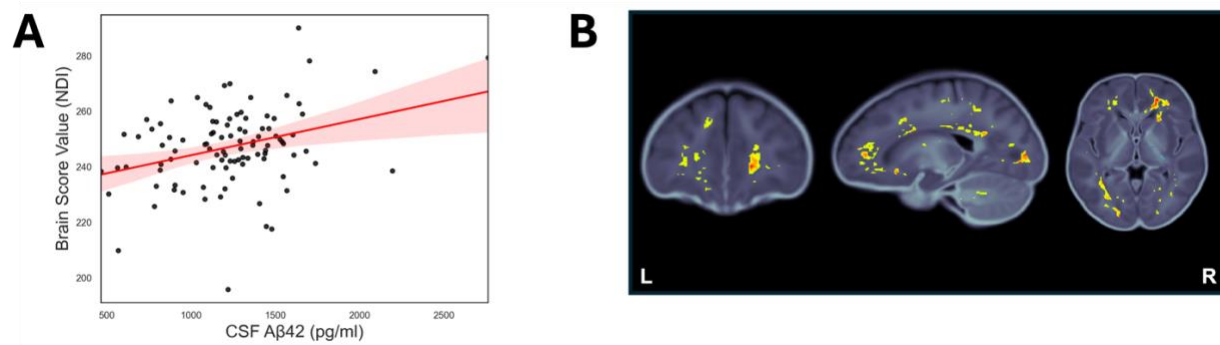 A
Brain Score Value (NDI)
280
260
240
220
200
500
1000
1500
2000
2500
CSF Aβ42 (pg/ml)
B
L
R